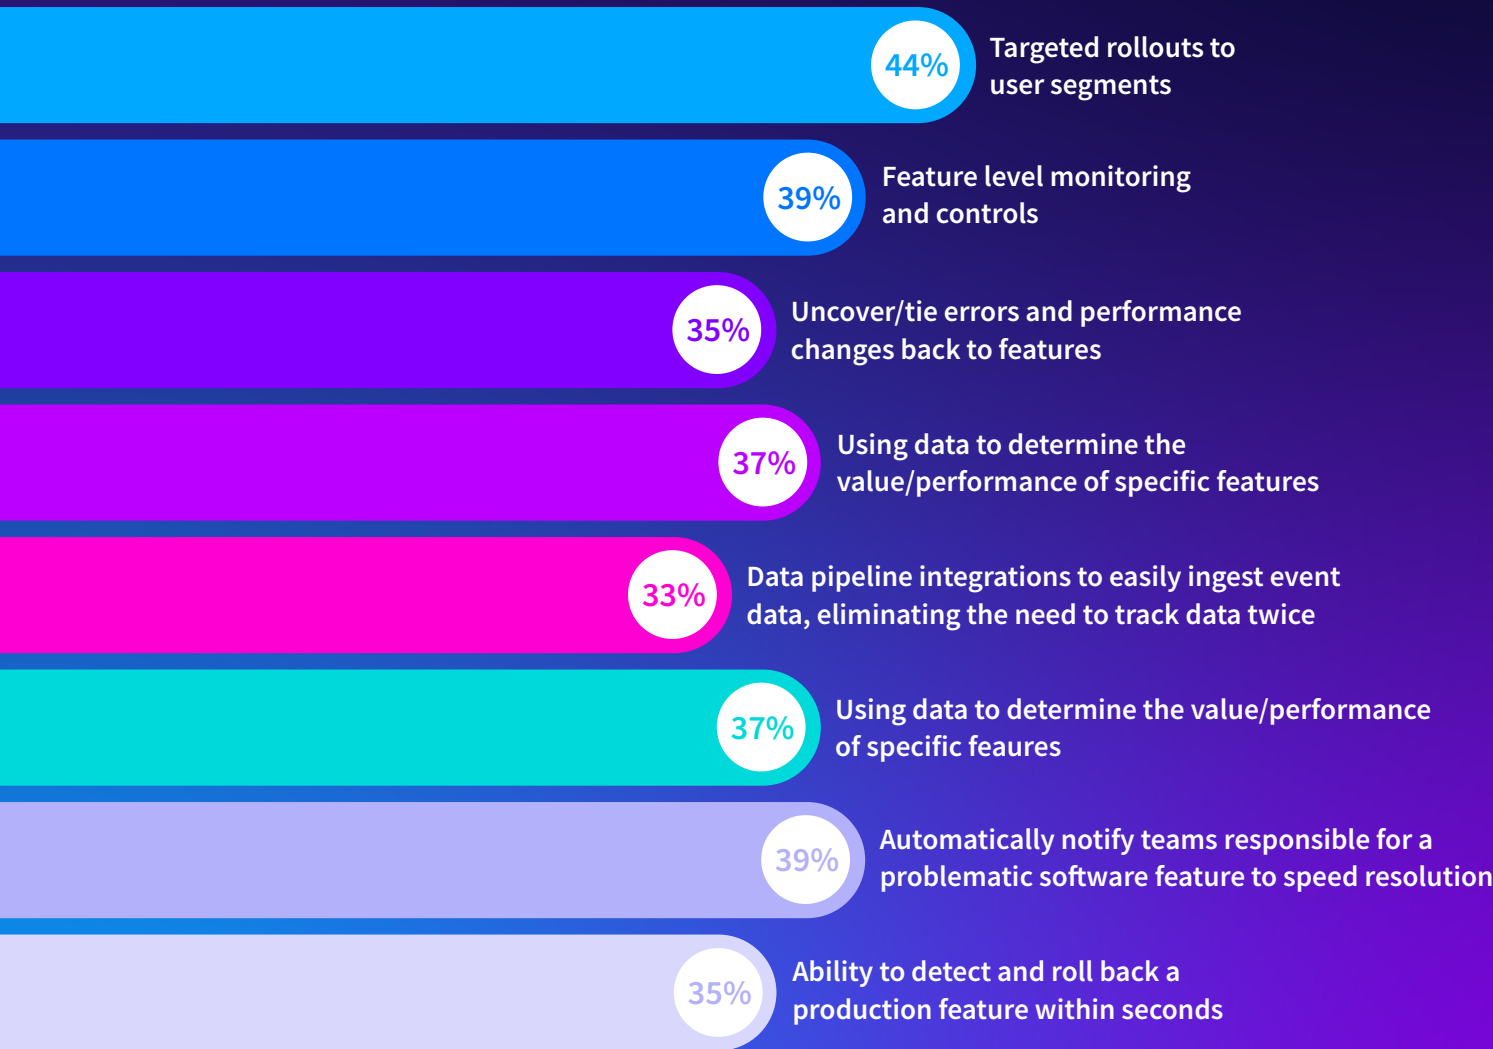 44%
Targeted rollouts to
user segments
39%
Feature level monitoring
and controls
35%
Uncover/tie errors and performance
changes back to features
37%
Using data to determine the
value/performance of specific features
33%
Data pipeline integrations to easily ingest event
data, eliminating the need to track data twice
37%
Using data to determine the value/performance
of specific feaures
39%
Automatically notify teams responsible for a
problematic software feature to speed resolution
35%
Ability to detect and roll back a
production feature within seconds